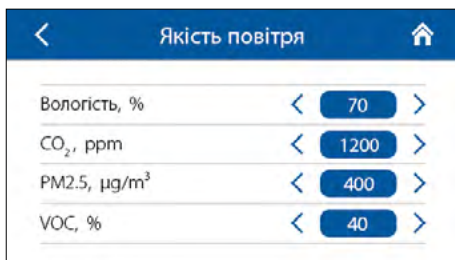 Якість повітря
Вологість, % 70
CO₂, ppm 1200
PM2.5, µg/m³ 400
VOC, % 40